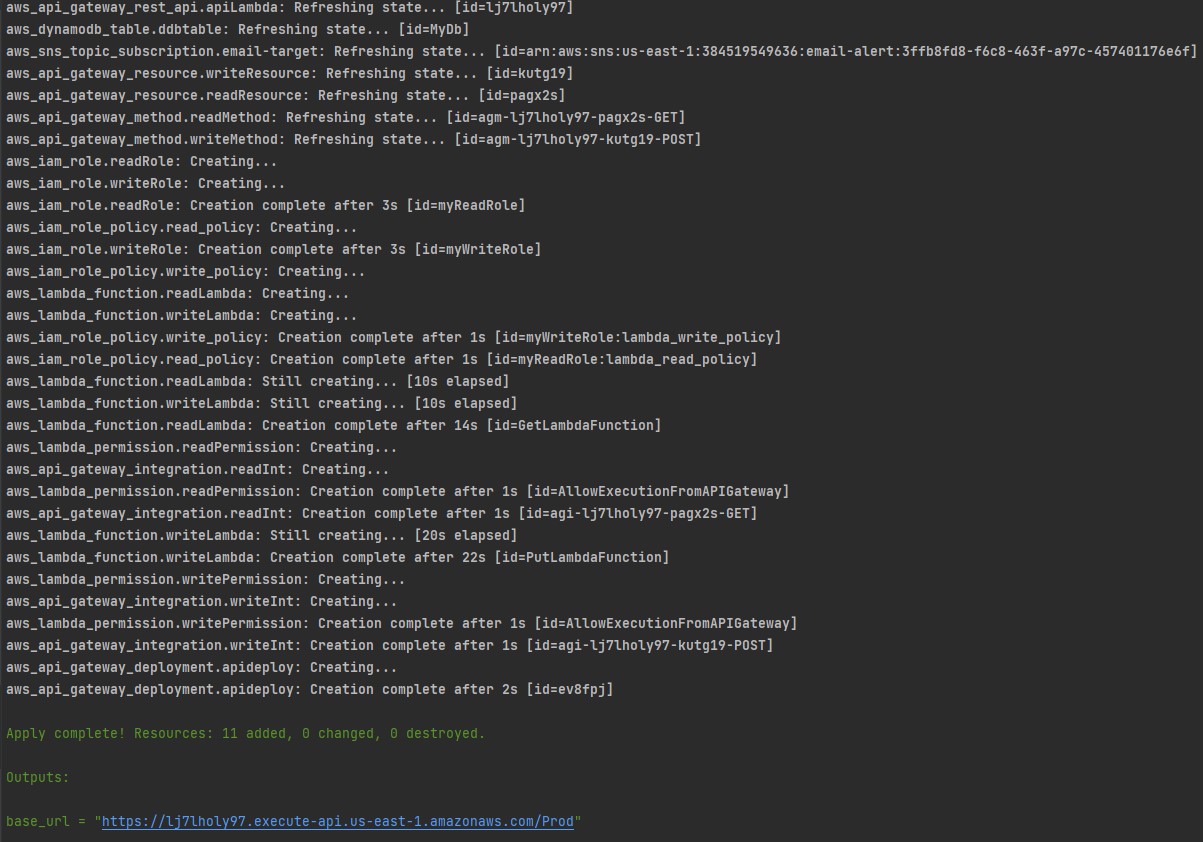 aws_api_gateway_rest_api.apiLambda: Refreshing state... [id=lj7lholy97]
aws_dynamodb_table.ddbtable: Refreshing state... [id=MyDb]
aws_sns_topic_subscription.email-target: Refreshing state... [id=arn:aws:sns:us-east-1:384519549636:email-alert:3ffb8fd8-f6c8-463f-a97c-457401176e6f]
aws_api_gateway_resource.writeResource: Refreshing state... [id=kutg19]
aws_api_gateway_resource.readResource: Refreshing state... [id=pagx2s]
aws_api_gateway_method.readMethod: Refreshing state... [id=agm-lj7lholy97-pagx2s-GET]
aws_api_gateway_method.writeMethod: Refreshing state... [id=agm-lj7lholy97-kutg19-POST]
aws_iam_role.readRole: Creating...
aws_iam_role.writeRole: Creating...
aws_iam_role.readRole: Creation complete after 3s [id=myReadRole]
aws_iam_role_policy.read_policy: Creating...
aws_iam_role.writeRole: Creation complete after 3s [id=myWriteRole]
aws_iam_role_policy.write_policy: Creating...
aws_lambda_function.readLambda: Creating...
aws_lambda_function.writeLambda: Creating...
aws_iam_role_policy.write_policy: Creation complete after 1s [id=myWriteRole:lambda_write_policy]
aws_iam_role_policy.read_policy: Creation complete after 1s [id=myReadRole:lambda_read_policy]
aws_lambda_function.readLambda: Still creating... [10s elapsed]
aws_lambda_function.writeLambda: Still creating... [10s elapsed]
aws_lambda_function.readLambda: Creation complete after 14s [id=GetLambdaFunction]
aws_lambda_permission.readPermission: Creating...
aws_api_gateway_integration.readInt: Creating...
aws_lambda_permission.readPermission: Creation complete after 1s [id=AllowExecutionFromAPIGateway]
aws_api_gateway_integration.readInt: Creation complete after 1s [id=agi-lj7lholy97-pagx2s-GET]
aws_lambda_function.writeLambda: Still creating... [20s elapsed]
aws_lambda_function.writeLambda: Creation complete after 22s [id=PutLambdaFunction]
aws_lambda_permission.writePermission: Creating...
aws_api_gateway_integration.writeInt: Creating...
aws_lambda_permission.writePermission: Creation complete after 1s [id=AllowExecutionFromAPIGateway]
aws_api_gateway_integration.writeInt: Creation complete after 1s [id=agi-lj7lholy97-kutg19-POST]
aws_api_gateway_deployment.apideploy: Creating...
aws_api_gateway_deployment.apideploy: Creation complete after 2s [id=ev8fpj]
Apply complete! Resources: 11 added, 0 changed, 0 destroyed.
Outputs:
base_url = "https://lj7lholy97.execute-api.us-east-1.amazonaws.com/Prod"